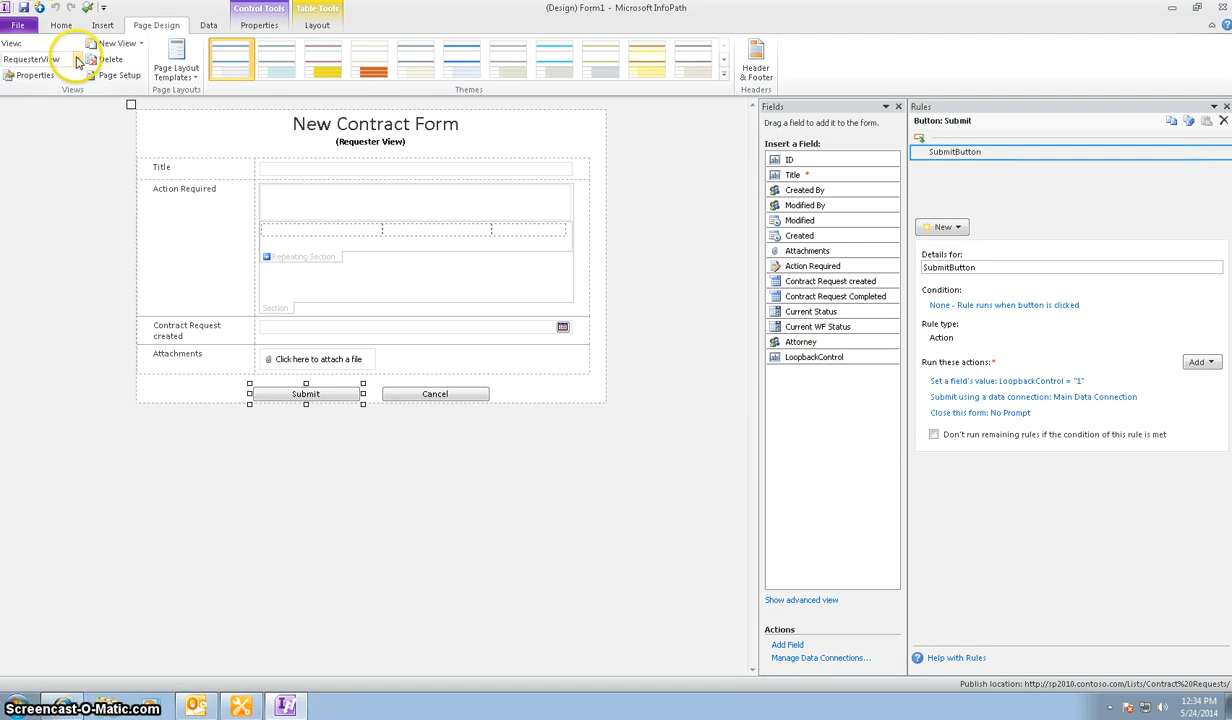 (Design) Form1 - Microsoft InfoPath
Control Tools
Table Tools
File
Home
Insert
Page Design
Data
Properties
Layout
View:
RequesterView
Properties
New View
Delete
Page Setup
Views
Page Layout
Templates
Page Layouts
Themes
Header
& Footer
Headers
New Contract Form
(Requester View)
Title
Action Required
Repeating Section
Section
Contract Request
created
Attachments
Click here to attach a file
Submit
Cancel
Fields
Drag a field to add it to the form.
Insert a Field:
ID
Title *
Created By
Modified By
Modified
Created
Attachments
Action Required
Contract Request created
Contract Request Completed
Current Status
Current WF Status
Attorney
LoopbackControl
Show advanced view
Actions
Add Field
Manage Data Connections...
Rules
Button: Submit
SubmitButton
New
Details for:
SubmitButton
Condition:
None - Rule runs when button is clicked
Rule type:
Action
Run these actions:*
Add
Set a field's value: LoopbackControl = "1"
Submit using a data connection: Main Data Connection
Close this form: No Prompt
Don't run remaining rules if the condition of this rule is met
Help with Rules
Publish location: http://sp2010.contoso.com/Lists/Contract%20Requests/
Screencast-O-Matic.com
12:34 PM
5/24/2014